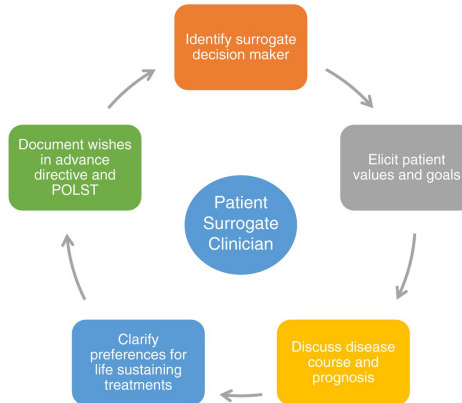 Identify surrogate
decision maker
Elicit patient
values and goals
Discuss disease
course and
prognosis
Clarify
preferences for
life sustaining
treatments
Document wishes
in advance
directive and
POLST
Patient
Surrogate
Clinician